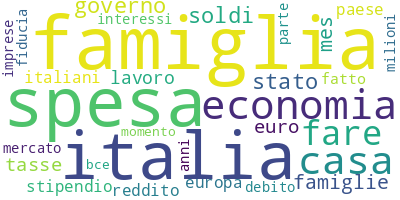 governo
interessi
soldi
paese
imprese
fiducia
famiglia
parte
mes
milioni
italiani
lavoro
stato
fatto
spesa
economia
momento
euro
fare
mercato
italia
casa
tasse
bce
anni
stipendio
reddito
europa
debito
famiglie